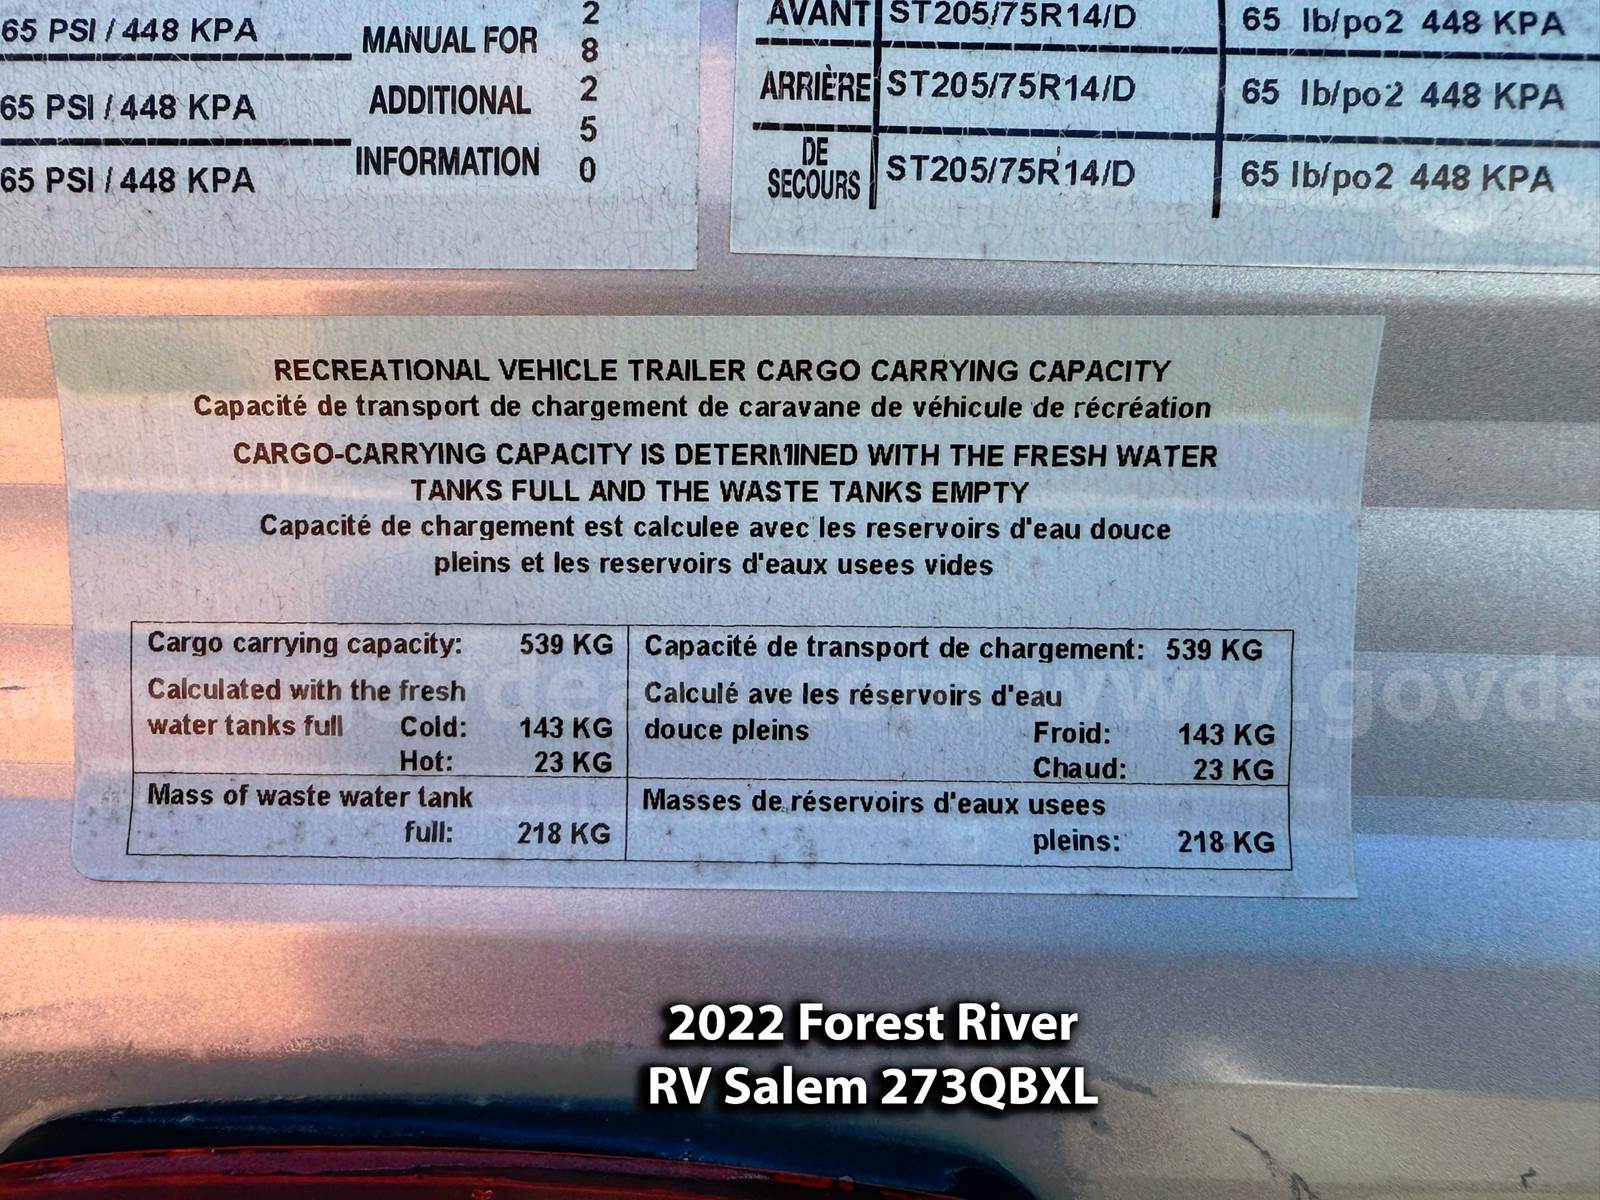 65 PSI / 448 KPA
65 PSI / 448 KPA
65 PSI / 448 KPA
MANUAL FOR
ADDITIONAL
INFORMATION
2
8
2
5
0
AVANT ST205/75R14/D 65 lb/po2 448 KPA
ARRIÈRE ST205/75R14/D 65 lb/po2 448 KPA
DE
SECOURS ST205/75R14/D 65 lb/po2 448 KPA
RECREATIONAL VEHICLE TRAILER CARGO CARRYING CAPACITY
Capacité de transport de chargement de caravane de véhicule de récréation
CARGO-CARRYING CAPACITY IS DETERMINED WITH THE FRESH WATER
TANKS FULL AND THE WASTE TANKS EMPTY
Capacité de chargement est calculee avec les reservoirs d'eau douce
pleins et les reservoirs d'eaux usees vides
Cargo carrying capacity: 539 KG
Calculated with the fresh
water tanks full Cold: 143 KG
Hot: 23 KG
Mass of waste water tank
full: 218 KG
Capacité de transport de chargement: 539 KG
Calculé ave les réservoirs d'eau
douce pleins Froid: 143 KG
Chaud: 23 KG
Masses de réservoirs d'eaux usees
pleins: 218 KG
www.govde
2022 Forest River
RV Salem 273QBXL